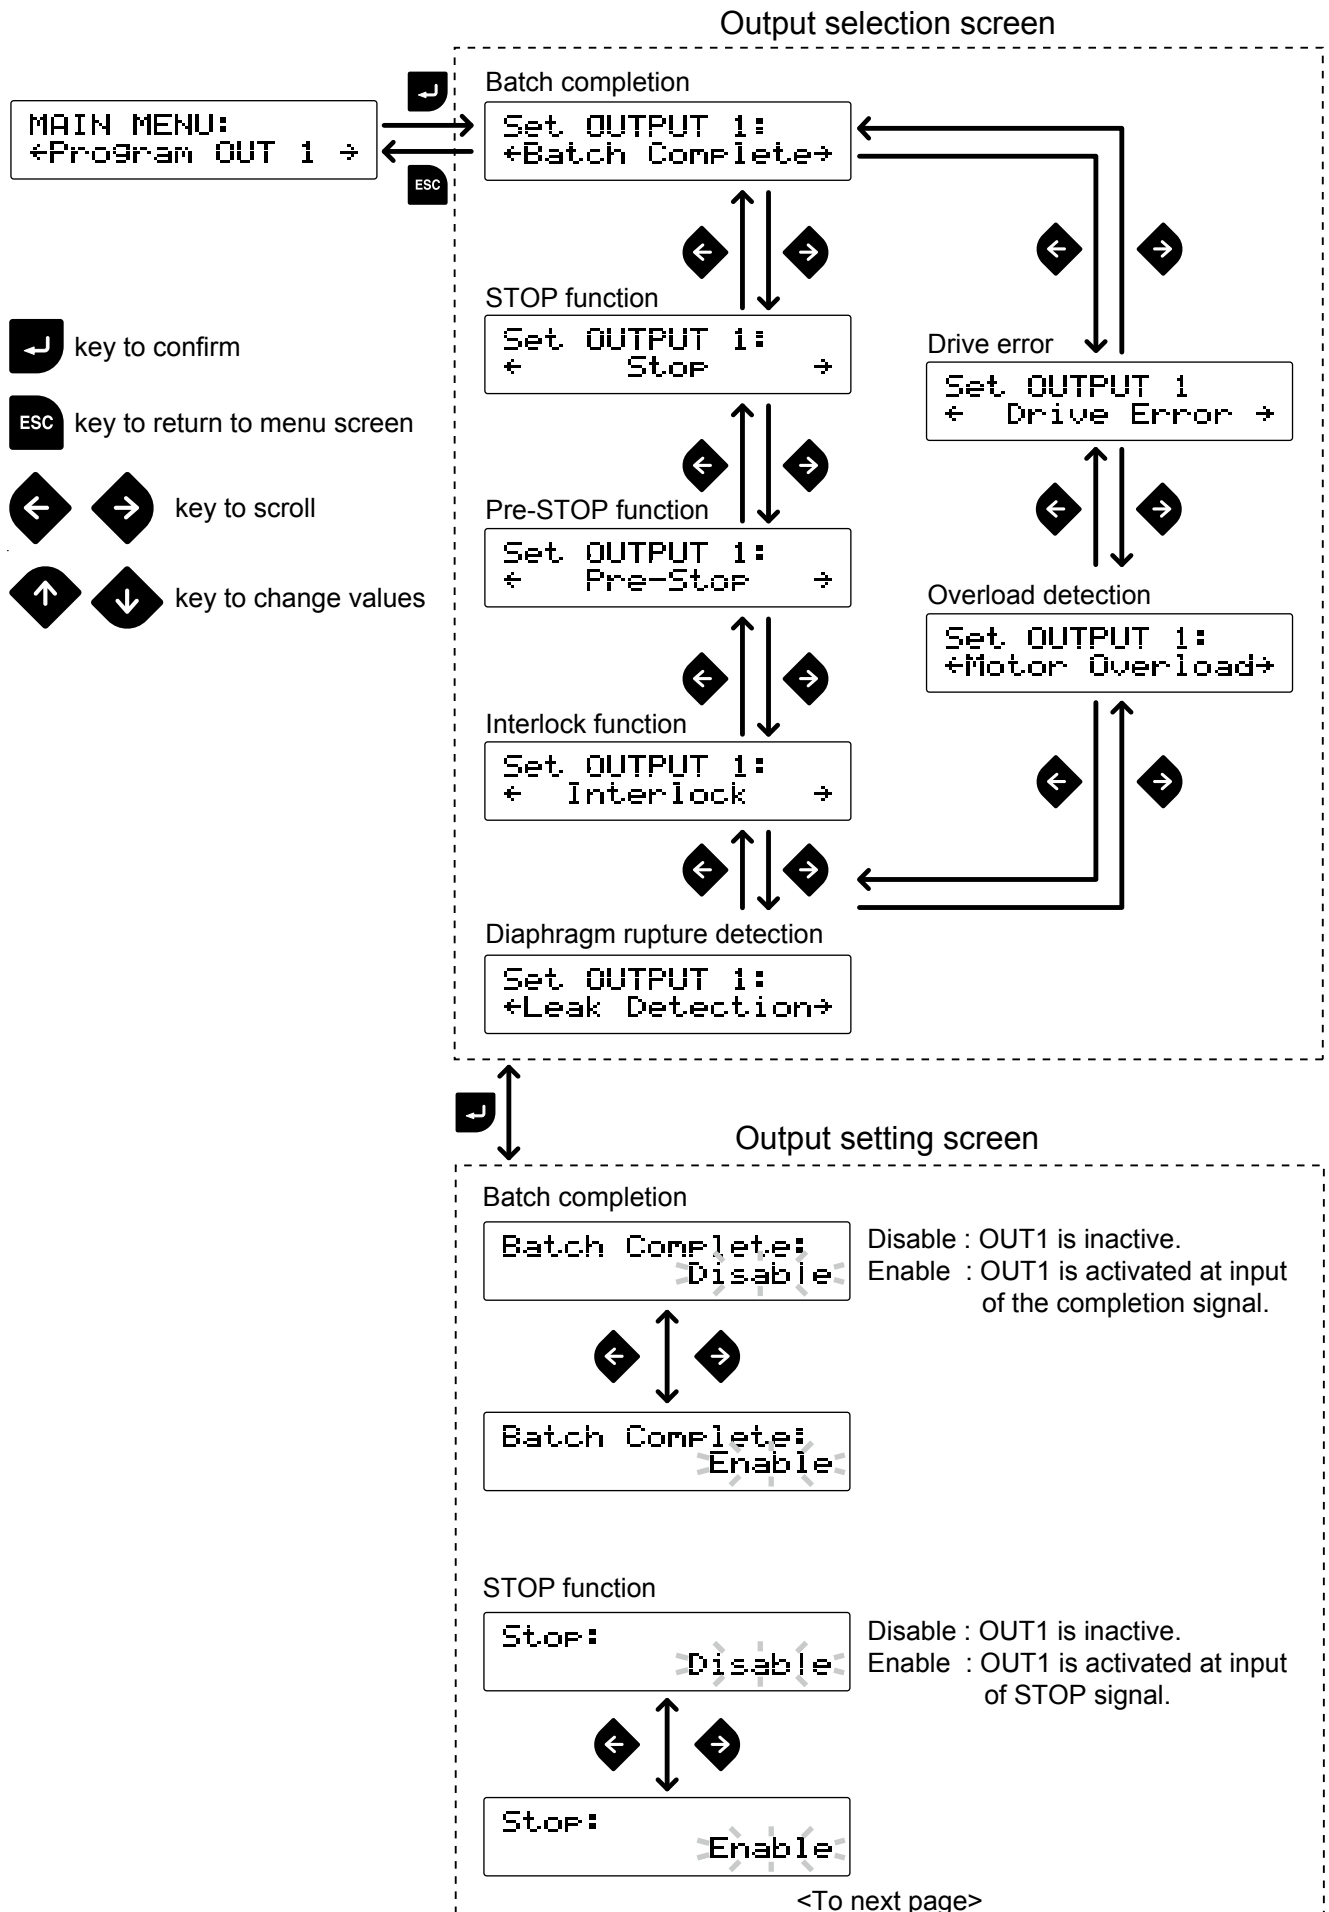 Output selection screen
Batch completion
MAIN MENU:
←Program OUT 1 →
ESC
Set OUTPUT 1:
←Batch Complete→
STOP function
Set OUTPUT 1:
← Stop →
key to confirm
ESC key to return to menu screen
key to scroll
key to change values
Pre-STOP function
Set OUTPUT 1:
← Pre-Stop →
Interlock function
Set OUTPUT 1:
← Interlock →
Diaphragm rupture detection
Set OUTPUT 1:
←Leak Detection→
Drive error
Set OUTPUT 1
← Drive Error →
Overload detection
Set OUTPUT 1:
←Motor Overload→
Output setting screen
Batch completion
Batch Complete:
Disable
Disable : OUT1 is inactive.
Enable : OUT1 is activated at input
of the completion signal.
Batch Complete:
Enable
STOP function
Stop:
Disable
Disable : OUT1 is inactive.
Enable : OUT1 is activated at input
of STOP signal.
Stop:
Enable
<To next page>